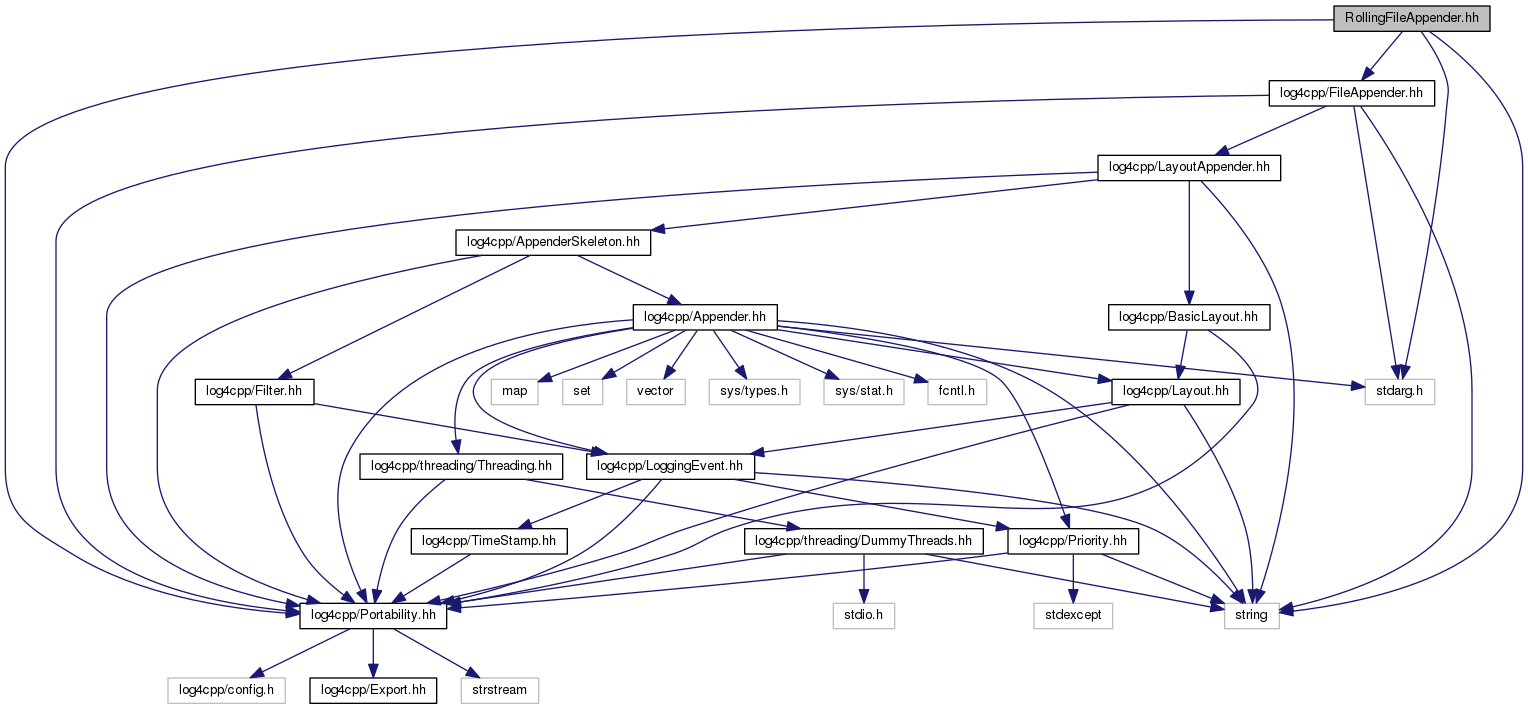 RollingFileAppender.hh
log4cpp/FileAppender.hh
log4cpp/LayoutAppender.hh
log4cpp/AppenderSkeleton.hh
log4cpp/Appender.hh
log4cpp/BasicLayout.hh
log4cpp/Filter.hh
map
set
vector
sys/types.h
sys/stat.h
fcntl.h
log4cpp/Layout.hh
stdarg.h
log4cpp/threading/Threading.hh
log4cpp/LoggingEvent.hh
log4cpp/TimeStamp.hh
log4cpp/threading/DummyThreads.hh
log4cpp/Priority.hh
log4cpp/Portability.hh
stdio.h
stdexcept
string
log4cpp/config.h
log4cpp/Export.hh
strstream